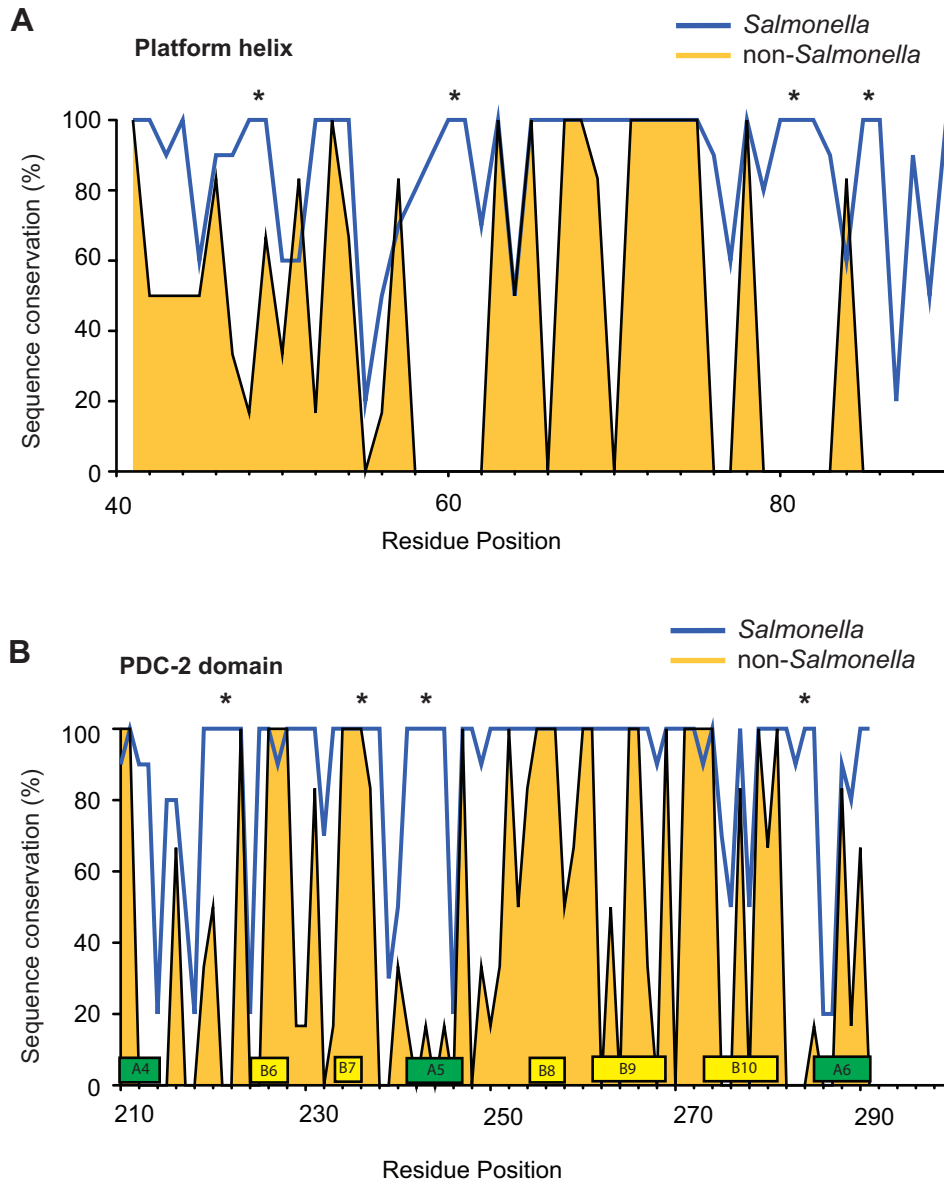 A
Platform helix
Salmonella
non-Salmonella
* * * *
Sequence conservation (%)
100
80
60
40
20
0
40 60 80
Residue Position
B
PDC-2 domain
Salmonella
non-Salmonella
* * * *
Sequence conservation (%)
100
80
60
40
20
0
A4 B6 B7 A5 B8 B9 B10 A6
210 230 250 270 290
Residue Position